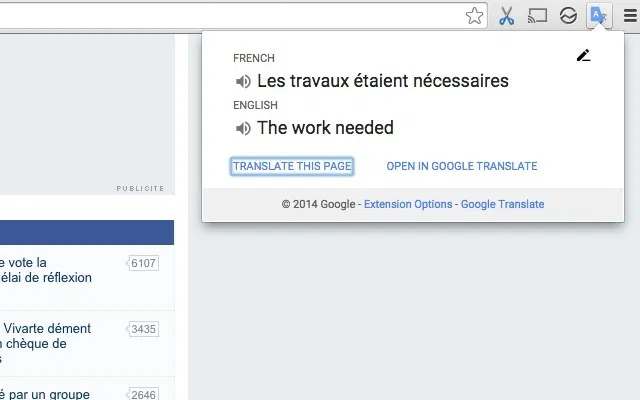 FRENCH
Les travaux étaient nécessaires
ENGLISH
The work needed
TRANSLATE THIS PAGE OPEN IN GOOGLE TRANSLATE
© 2014 Google - Extension Options - Google Translate
PUBLICITE
e vote la 6107
élai de réflexion
Vivarte dément 3435
n chèque de
s
é par un groupe 2646